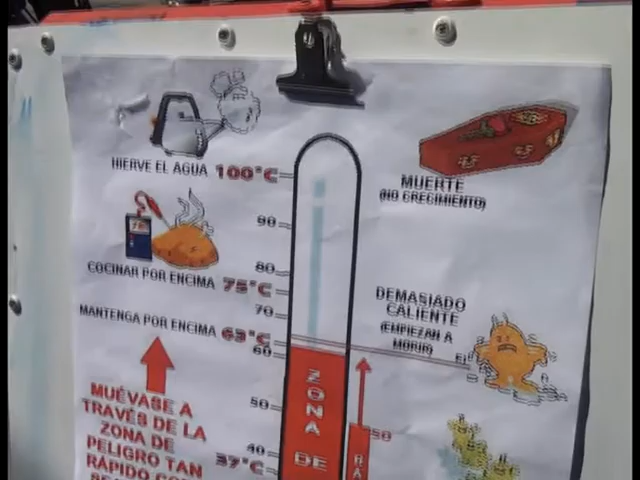 HIERVE EL AGUA 100°C
MUERTE
(NO CRECIMIENTO)
90
COCINAR POR ENCIMA 75°C
80
70
DEMASIADO
CALIENTE
(EMPIEZAN A
MORIR)
MANTENGA POR ENCIMA 63°C
60
MUÉVASE A
TRAVÉS DE LA
ZONA DE
PELIGRO TAN
RÁPIDO
50
40
37°C
ZONA
DE
50